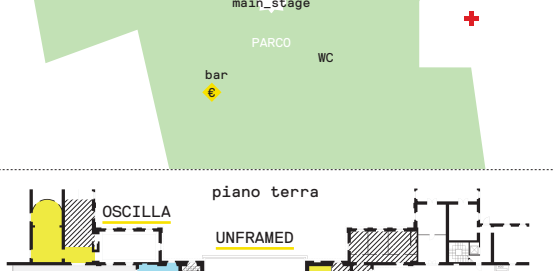 main_stage
PARCO
WC
bar
€
piano terra
OSCILLA
UNFRAMED